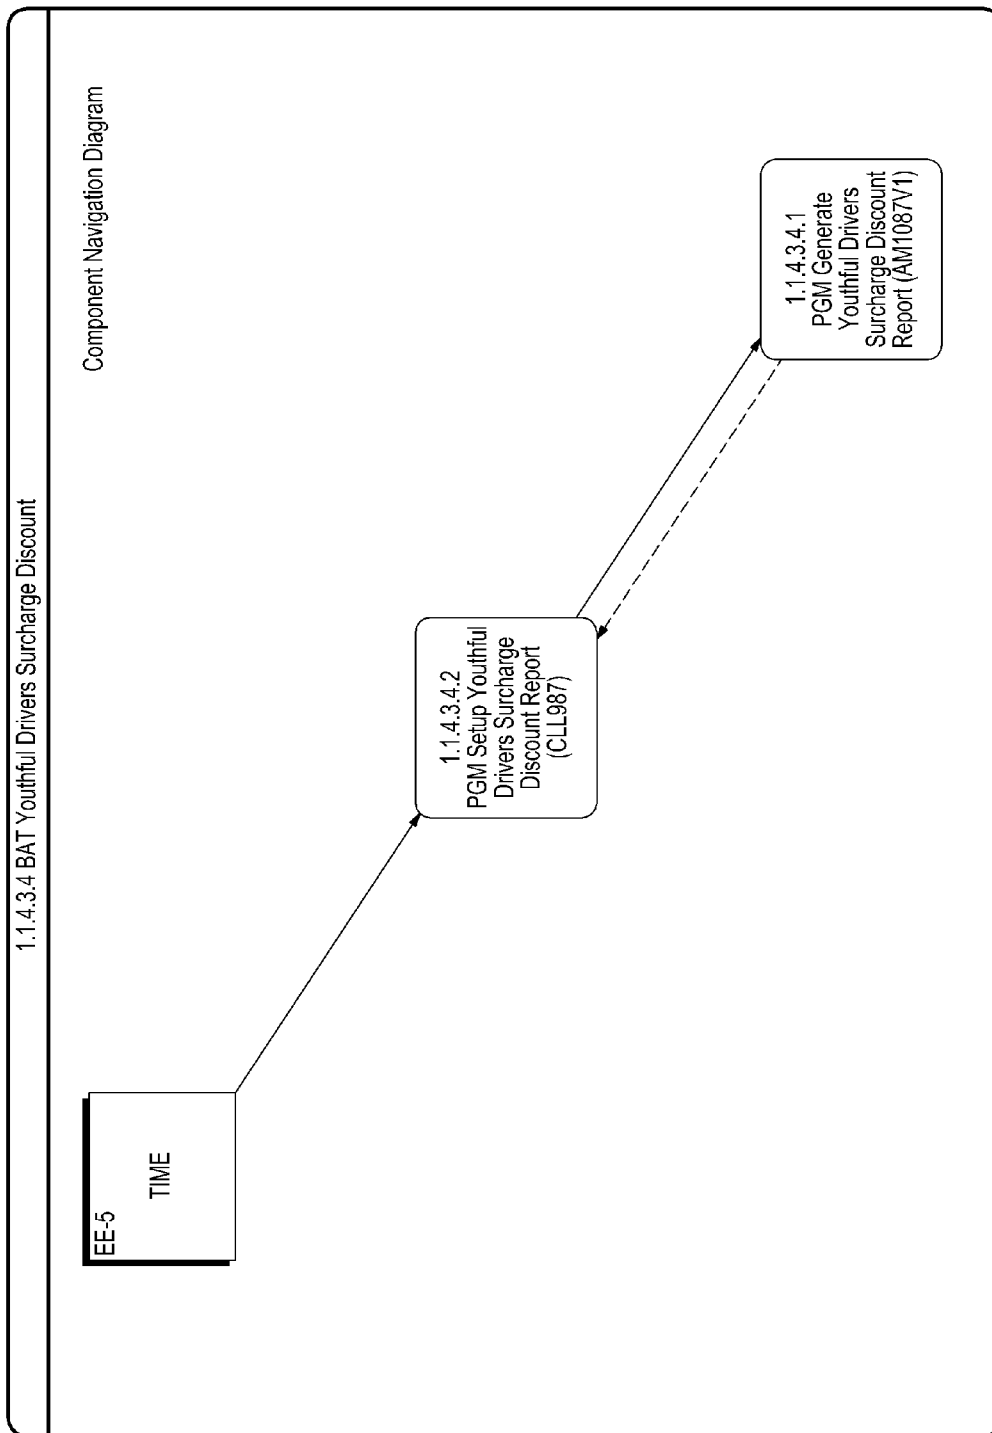 1.1.4.3.4 BAT Youthful Drivers Surcharge Discount
Component Navigation Diagram
EE-5
TIME
1.1.4.3.4.2
PGM Setup Youthful
Drivers Surcharge
Discount Report
(CLL987)
1.1.4.3.4.1
PGM Generate
Youthful Drivers
Surcharge Discount
Report (AM1087V1)